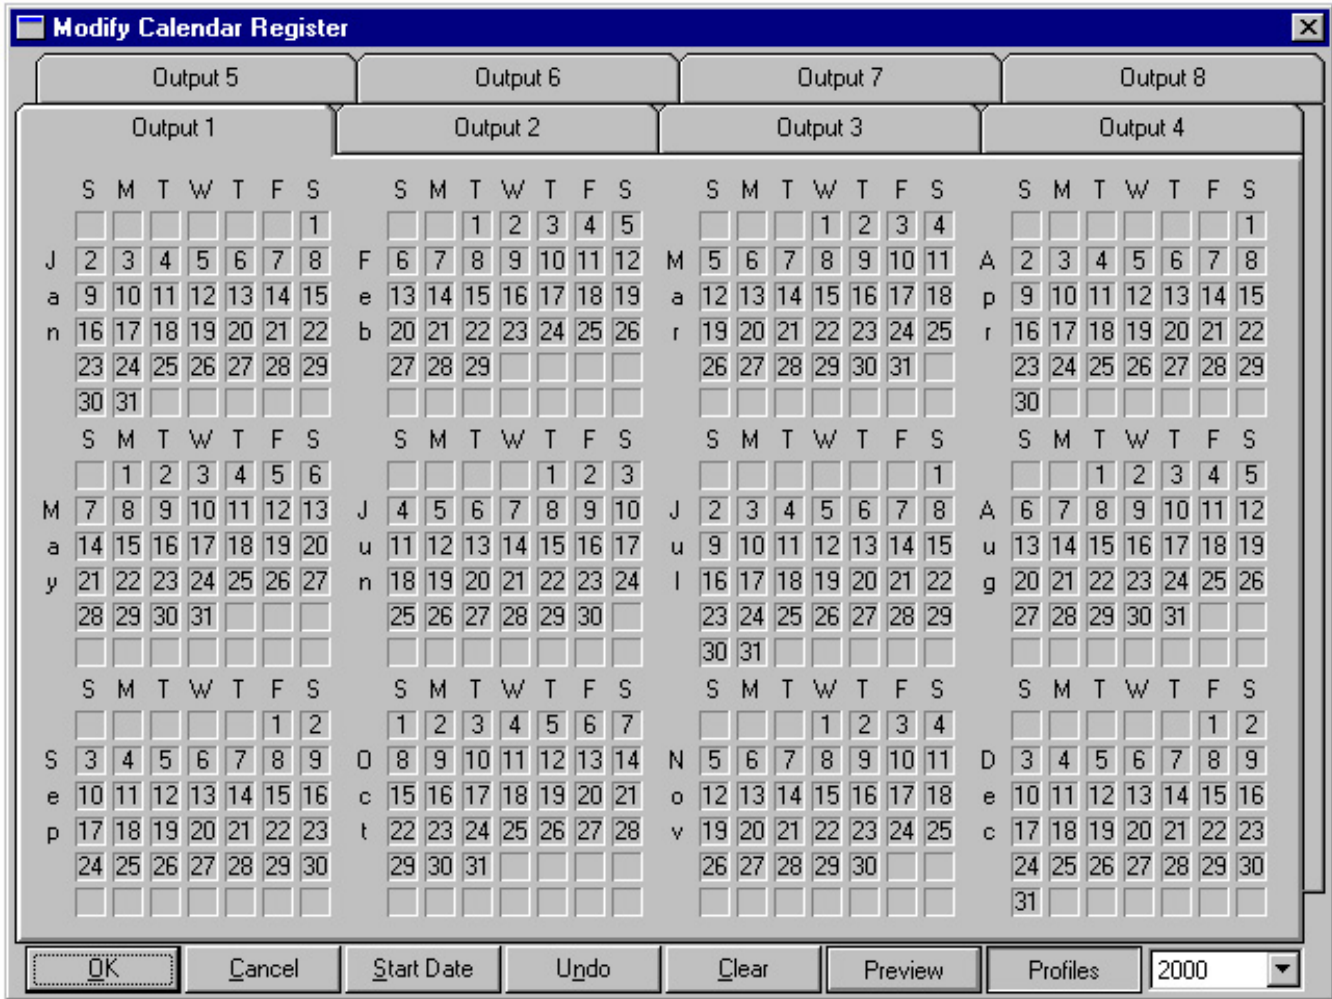 Modify Calendar Register
Output 5 Output 6 Output 7 Output 8
Output 1 Output 2 Output 3 Output 4
S M T W T F S S M T W T F S S M T W T F S S M T W T F S
1 1 2 3 4 5 1 2 3 4 1
J 2 3 4 5 6 7 8 F 6 7 8 9 10 11 12 M 5 6 7 8 9 10 11 A 2 3 4 5 6 7 8
a 9 10 11 12 13 14 15 e 13 14 15 16 17 18 19 a 12 13 14 15 16 17 18 p 9 10 11 12 13 14 15
n 16 17 18 19 20 21 22 b 20 21 22 23 24 25 26 r 19 20 21 22 23 24 25 r 16 17 18 19 20 21 22
23 24 25 26 27 28 29 27 28 29 26 27 28 29 30 31 23 24 25 26 27 28 29
30 31 30
S M T W T F S S M T W T F S S M T W T F S S M T W T F S
1 2 3 4 5 6 1 2 3 1 1 2 3 4 5
M 7 8 9 10 11 12 13 J 4 5 6 7 8 9 10 J 2 3 4 5 6 7 8 A 6 7 8 9 10 11 12
a 14 15 16 17 18 19 20 u 11 12 13 14 15 16 17 u 9 10 11 12 13 14 15 u 13 14 15 16 17 18 19
y 21 22 23 24 25 26 27 n 18 19 20 21 22 23 24 l 16 17 18 19 20 21 22 g 20 21 22 23 24 25 26
28 29 30 31 25 26 27 28 29 30 23 24 25 26 27 28 29 27 28 29 30 31
30 31
S M T W T F S S M T W T F S S M T W T F S S M T W T F S
1 2 1 2 3 4 5 6 7 1 2 3 4 1 2
S 3 4 5 6 7 8 9 O 8 9 10 11 12 13 14 N 5 6 7 8 9 10 11 D 3 4 5 6 7 8 9
e 10 11 12 13 14 15 16 c 15 16 17 18 19 20 21 o 12 13 14 15 16 17 18 e 10 11 12 13 14 15 16
p 17 18 19 20 21 22 23 t 22 23 24 25 26 27 28 v 19 20 21 22 23 24 25 c 17 18 19 20 21 22 23
24 25 26 27 28 29 30 29 30 31 26 27 28 29 30 24 25 26 27 28 29 30
31
OK Cancel Start Date Undo Clear Preview Profiles 2000